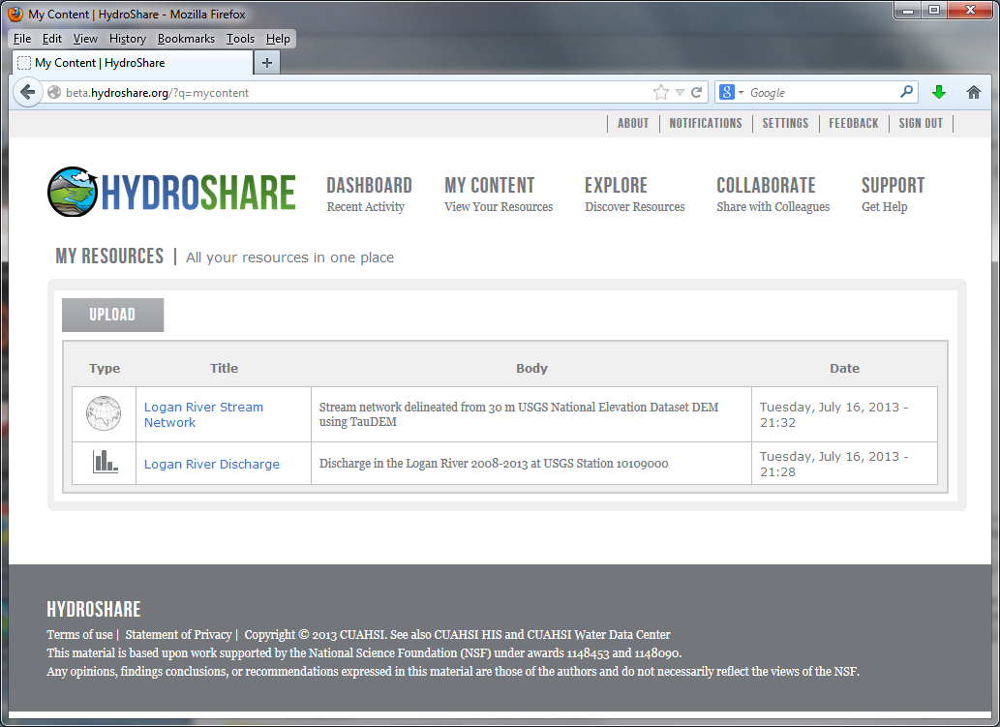 My Content | HydroShare - Mozilla Firefox
File Edit View History Bookmarks Tools Help
My Content | HydroShare
beta.hydroshare.org/?q=mycontent
Google
ABOUT | NOTIFICATIONS | SETTINGS | FEEDBACK | SIGN OUT |
HYDROSHARE
DASHBOARD MY CONTENT EXPLORE COLLABORATE SUPPORT
Recent Activity View Your Resources Discover Resources Share with Colleagues Get Help
MY RESOURCES | All your resources in one place
UPLOAD
Type Title Body Date
Logan River Stream
Network
Stream network delineated from 30 m USGS National Elevation Dataset DEM
using TauDEM
Tuesday, July 16, 2013 -
21:32
Logan River Discharge
Discharge in the Logan River 2008-2013 at USGS Station 10109000
Tuesday, July 16, 2013 -
21:28
HYDROSHARE
Terms of use | Statement of Privacy | Copyright © 2013 CUAHSI. See also CUAHSI HIS and CUAHSI Water Data Center
This material is based upon work supported by the National Science Foundation (NSF) under awards 1148453 and 1148090.
Any opinions, findings conclusions, or recommendations expressed in this material are those of the authors and do not necessarily reflect the views of the NSF.